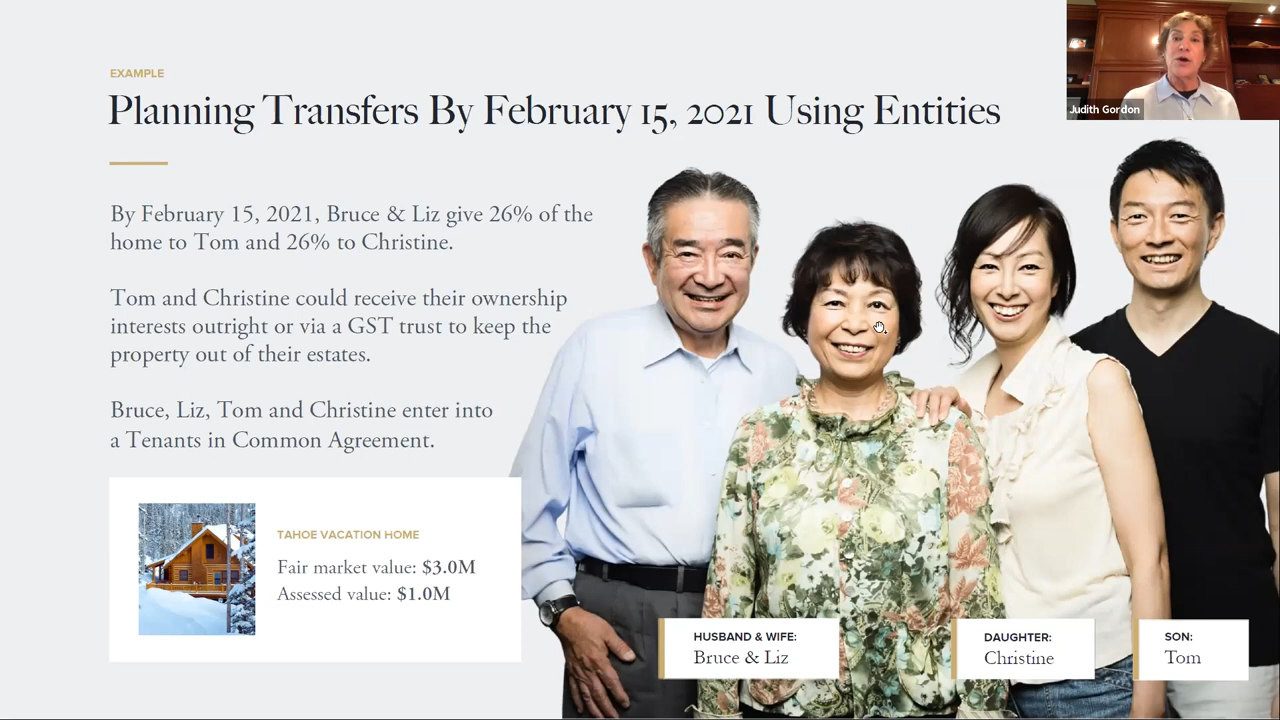 EXAMPLE
Planning Transfers By February 15, 2021 Using Entities
Judith Gordon
By February 15, 2021, Bruce & Liz give 26% of the
home to Tom and 26% to Christine.
Tom and Christine could receive their ownership
interests outright or via a GST trust to keep the
property out of their estates.
Bruce, Liz, Tom and Christine enter into
a Tenants in Common Agreement.
TAHOE VACATION HOME
Fair market value: $3.0M
Assessed value: $1.0M
HUSBAND & WIFE:
Bruce & Liz
DAUGHTER:
Christine
SON:
Tom